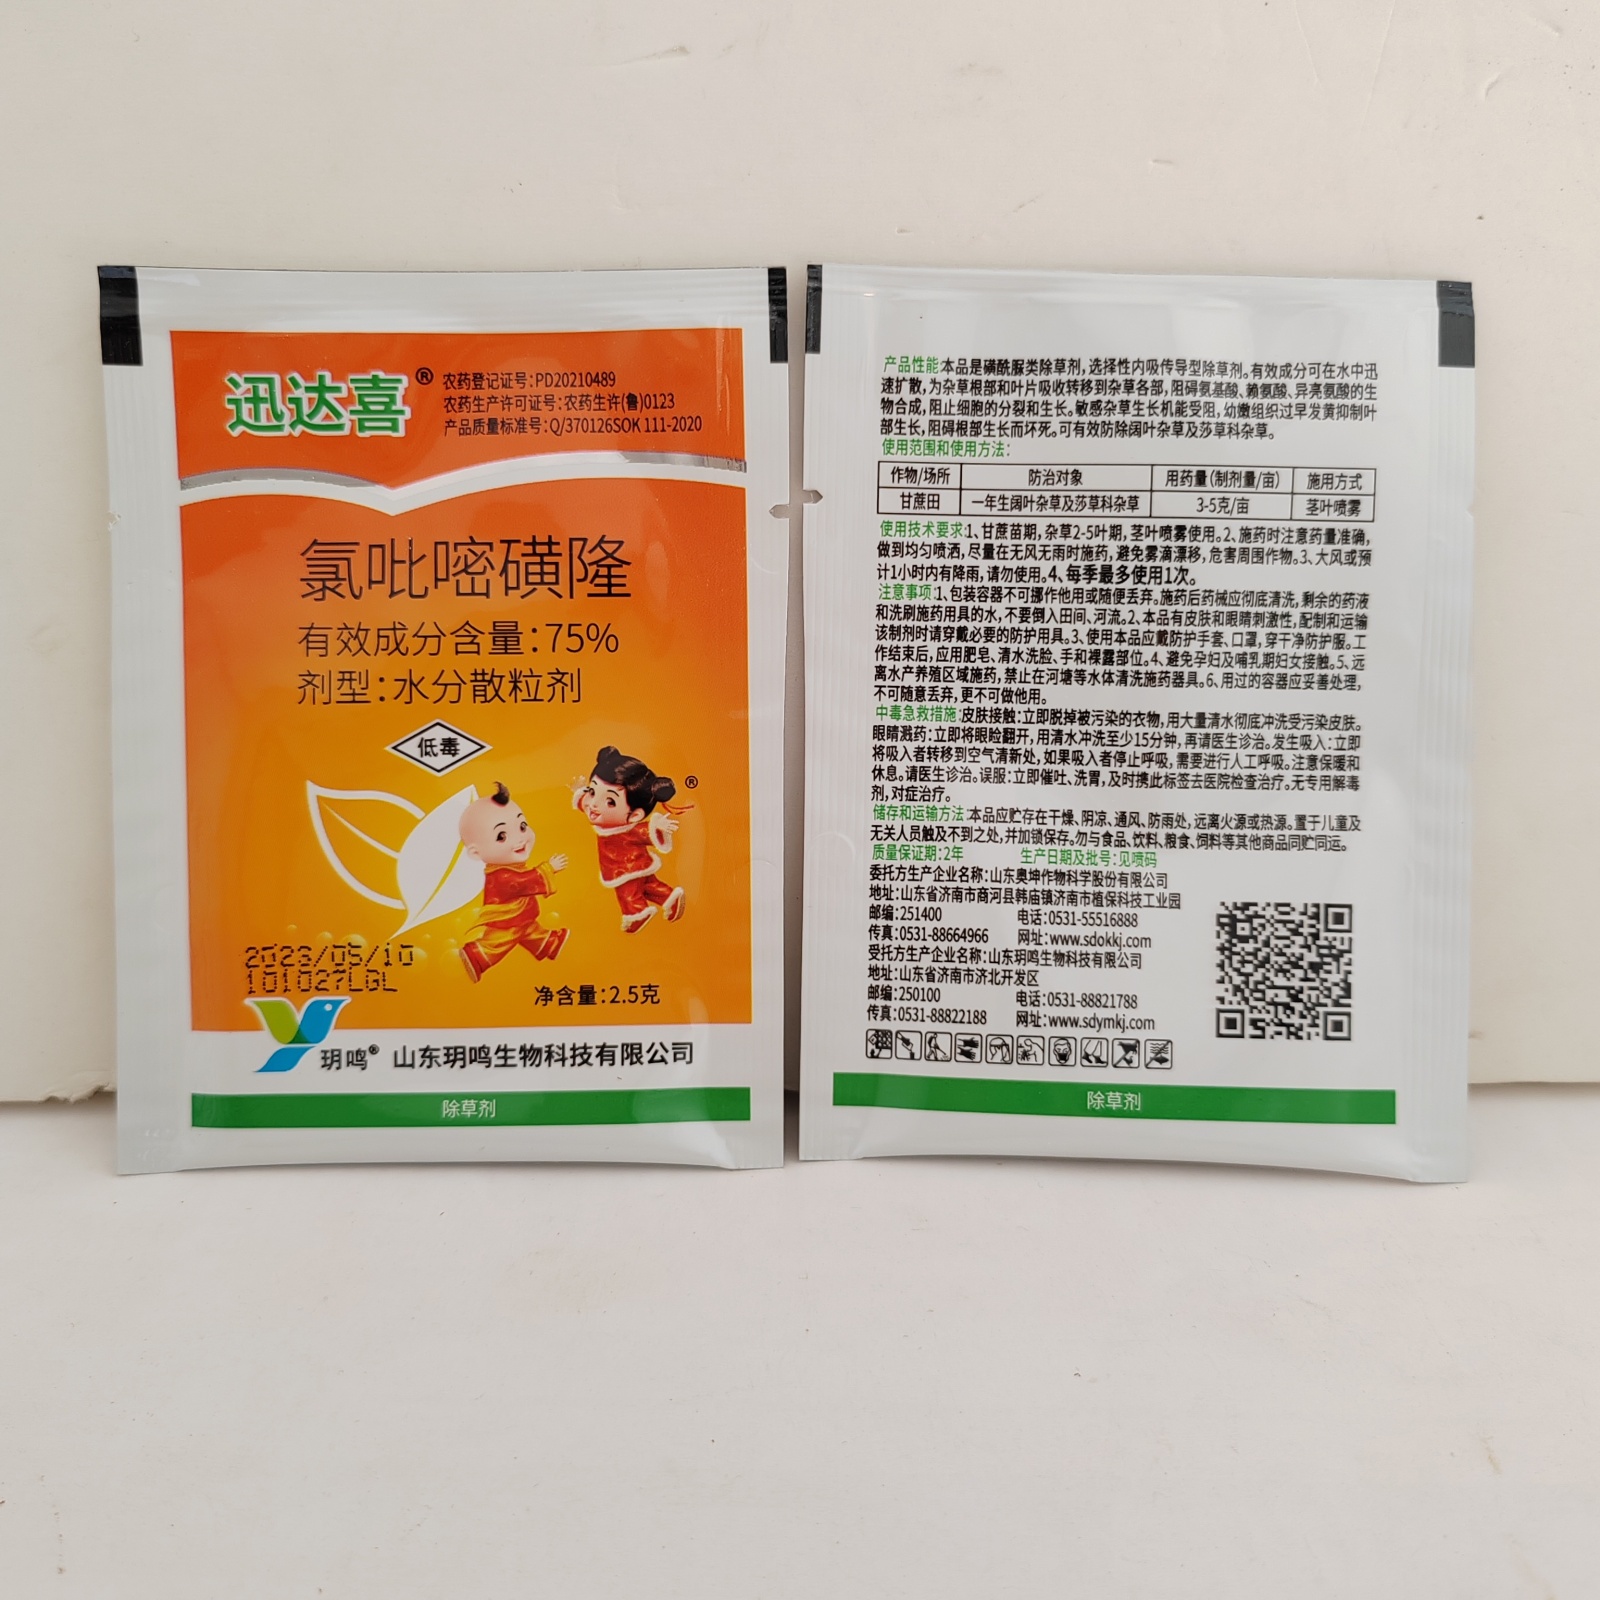 迅达喜®
农药登记证号:PD20210489
农药生产许可证号:农药生许(鲁)0123
产品质量标准号:Q/370126SOK 111-2020
氯吡嘧磺隆
有效成分含量:75%
剂型:水分散粒剂
低毒
®
2023/05/10
101027LGL
净含量:2.5克
玥鸣® 山东玥鸣生物科技有限公司
除草剂
产品性能:本品是磺酰脲类除草剂,选择性内吸传导型除草剂。有效成分可在水中迅
速扩散,为杂草根部和叶片吸收转移到杂草各部,阻碍氨基酸、赖氨酸、异亮氨酸的生
物合成,阻止细胞的分裂和生长。敏感杂草生长机能受阻,幼嫩组织过早发黄抑制叶
部生长,阻碍根部生长而坏死。可有效防除阔叶杂草及莎草科杂草。
使用范围和使用方法:
作物/场所 防治对象 用药量(制剂量/亩) 施用方式
甘蔗田 一年生阔叶杂草及莎草科杂草 3-5克/亩 茎叶喷雾
使用技术要求:1、甘蔗苗期,杂草2-5叶期,茎叶喷雾使用。2、施药时注意药量准确,
做到均匀喷洒,尽量在无风无雨时施药,避免雾滴漂移,危害周围作物。3、大风或预
计1小时内有降雨,请勿使用。4、每季最多使用1次。
注意事项:1、包装容器不可挪作他用或随便丢弃。施药后药械应彻底清洗,剩余的药液
和洗刷施药用具的水,不要倒入田间、河流。2、本品有皮肤和眼睛刺激性,配制和运输
该制剂时请穿戴必要的防护用具。3、使用本品应戴防护手套、口罩,穿干净防护服。工
作结束后,应用肥皂、清水洗脸、手和裸露部位。4、避免孕妇及哺乳期妇女接触。5、远
离水产养殖区域施药,禁止在河塘等水体清洗施药器具。6、用过的容器应妥善处理,
不可随意丢弃,更不可做他用。
中毒急救措施:皮肤接触:立即脱掉被污染的衣物,用大量清水彻底冲洗受污染皮肤。
眼睛溅药:立即将眼睑翻开,用清水冲洗至少15分钟,再请医生诊治。发生吸入:立即
将吸入者转移到空气清新处,如果吸入者停止呼吸,需要进行人工呼吸。注意保暖和
休息。请医生诊治。误服:立即催吐、洗胃,及时携此标签去医院检查治疗。无专用解毒
剂,对症治疗。
储存和运输方法:本品应贮存在干燥、阴凉、通风、防雨处,远离火源或热源。置于儿童及
无关人员触及不到之处,并加锁保存。勿与食品、饮料、粮食、饲料等其他商品同贮同运。
质量保证期:2年 生产日期及批号:见喷码
委托方生产企业名称:山东奥坤作物科学股份有限公司
地址:山东省济南市商河县韩庙镇济南市植保科技工业园
邮编:251400 电话:0531-55516888
传真:0531-88664966 网址:www.sdokkj.com
受托方生产企业名称:山东玥鸣生物科技有限公司
地址:山东省济南市济北开发区
邮编:250100 电话:0531-88821788
传真:0531-88822188 网址:www.sdymkj.com
除草剂